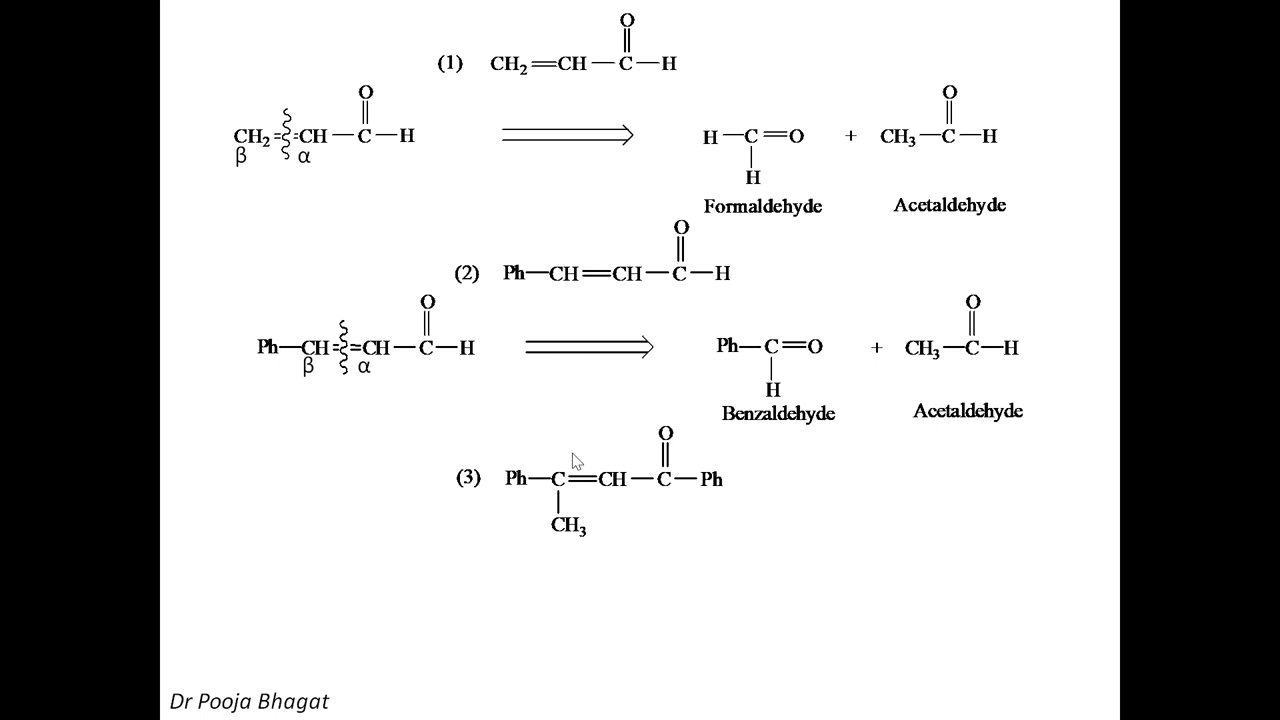 O
(1) CH₂=CH—C—H
O O O
CH₂=CH—C—H H—C=O + CH₃—C—H
β α H
Formaldehyde Acetaldehyde
O
(2) Ph—CH=CH—C—H
O O
Ph—CH=CH—C—H Ph—C=O + CH₃—C—H
β α H
Benzaldehyde Acetaldehyde
O
(3) Ph—C=CH—C—Ph
CH₃
Dr Pooja Bhagat